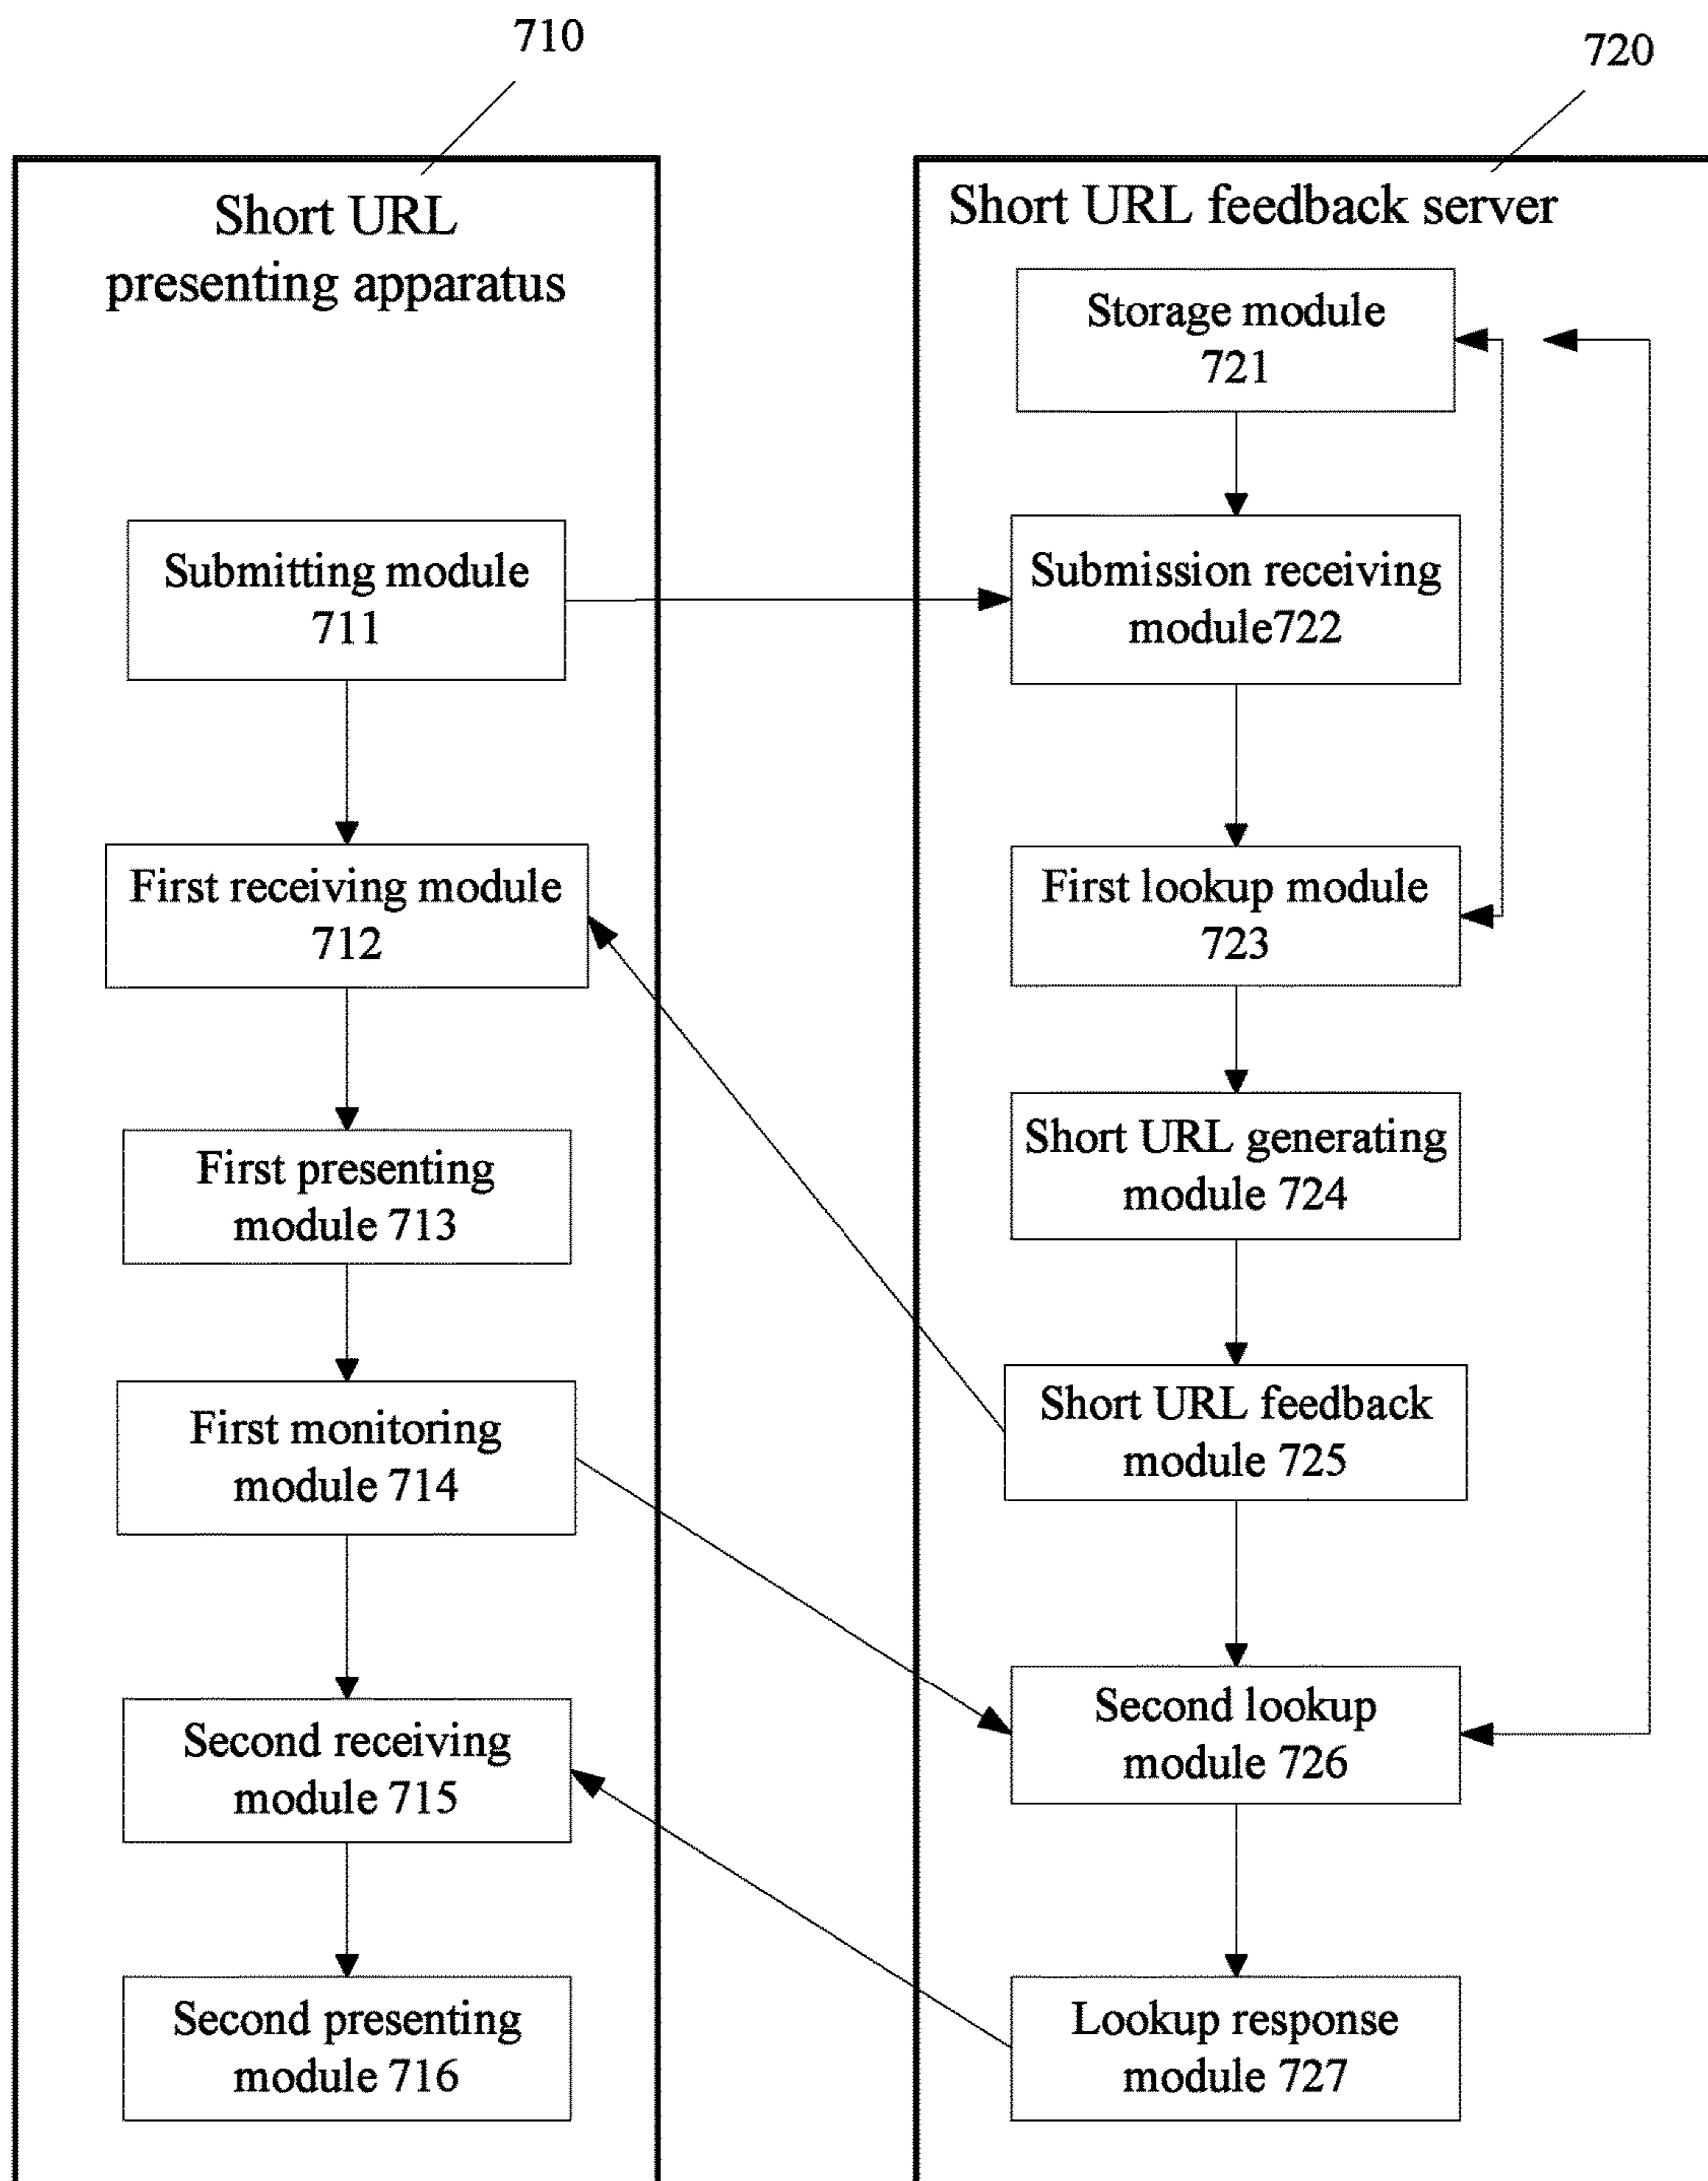 710
720
Short URL
presenting apparatus
Submitting module
711
First receiving module
712
First presenting
module 713
First monitoring
module 714
Second receiving
module 715
Second presenting
module 716
Short URL feedback server
Storage module
721
Submission receiving
module722
First lookup module
723
Short URL generating
module 724
Short URL feedback
module 725
Second lookup
module 726
Lookup response
module 727